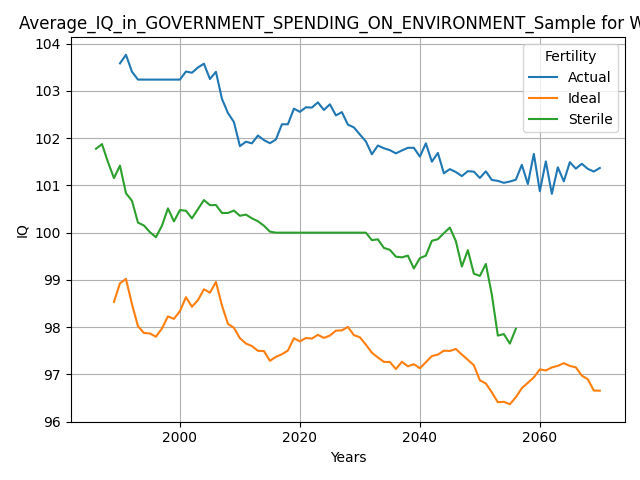 Average_IQ_in_GOVERNMENT_SPENDING_ON_ENVIRONMENT_Sample for W
Fertility
Actual
Ideal
Sterile
104
103
102
101
100
99
98
97
96
IQ
2000
2020
2040
2060
Years